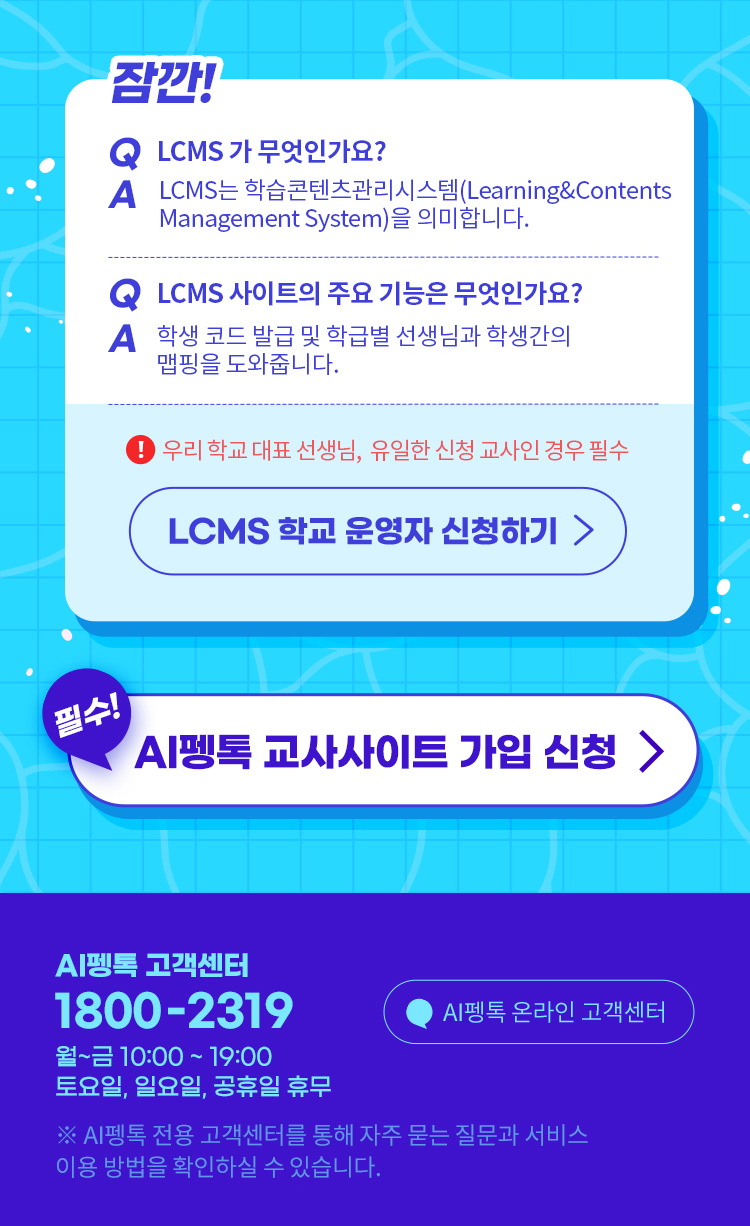 잠깐!
Q LCMS 가 무엇인가요?
A LCMS는 학습콘텐츠관리시스템(Learning&Contents
Management System)을 의미합니다.
Q LCMS 사이트의 주요 기능은 무엇인가요?
A 학생 코드 발급 및 학급별 선생님과 학생간의
맵핑을 도와줍니다.
! 우리 학교 대표 선생님, 유일한 신청 교사인 경우 필수
LCMS 학교 운영자 신청하기
필수!
AI펭톡 교사사이트 가입 신청
AI펭톡 고객센터
1800-2319
월~금 10:00 ~ 19:00
토요일, 일요일, 공휴일 휴무
AI펭톡 온라인 고객센터
※ AI펭톡 전용 고객센터를 통해 자주 묻는 질문과 서비스
이용 방법을 확인하실 수 있습니다.